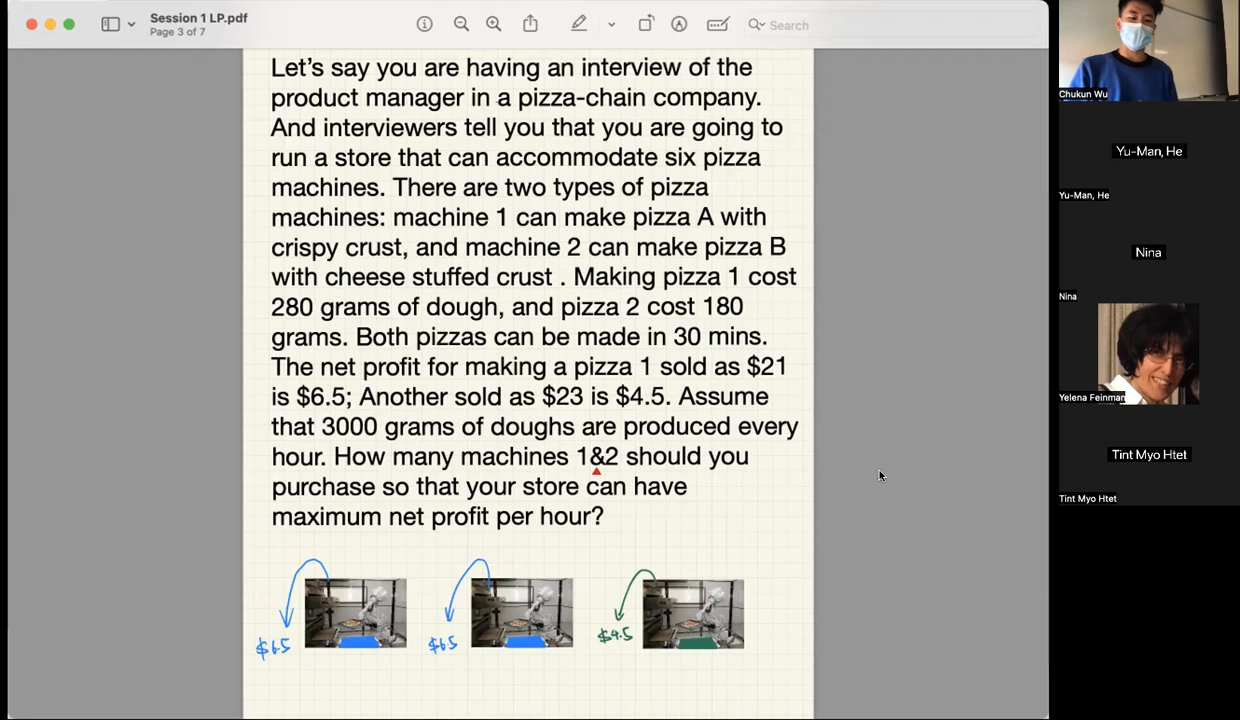 Session 1 LP.pdf
Page 3 of 7
Search
Let's say you are having an interview of the
product manager in a pizza-chain company.
And interviewers tell you that you are going to
run a store that can accommodate six pizza
machines. There are two types of pizza
machines: machine 1 can make pizza A with
crispy crust, and machine 2 can make pizza B
with cheese stuffed crust . Making pizza 1 cost
280 grams of dough, and pizza 2 cost 180
grams. Both pizzas can be made in 30 mins.
The net profit for making a pizza 1 sold as $21
is $6.5; Another sold as $23 is $4.5. Assume
that 3000 grams of doughs are produced every
hour. How many machines 1&2 should you
purchase so that your store can have
maximum net profit per hour?
$6.5
$6.5
$4.5
Chukun Wu
Yu-Man, He
Yu-Man, He
Nina
Nina
Yelena Feinman
Tint Myo Htet
Tint Myo Htet